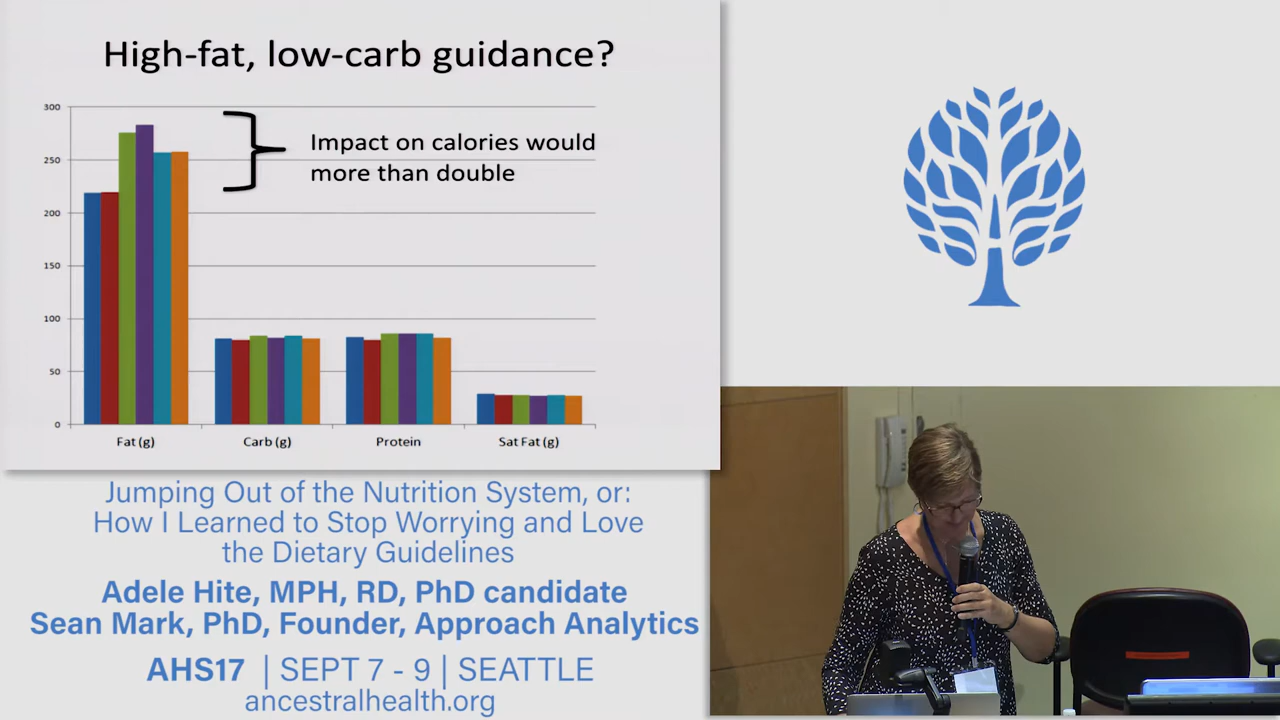 High-fat, low-carb guidance?
300
250
200
150
100
50
0
Impact on calories would
more than double
Fat (g)
Carb (g)
Protein
Sat Fat (g)
Jumping Out of the Nutrition System, or:
How I Learned to Stop Worrying and Love
the Dietary Guidelines
Adele Hite, MPH, RD, PhD candidate
Sean Mark, PhD, Founder, Approach Analytics
AHS17 | SEPT 7 - 9 | SEATTLE
ancestralhealth.org